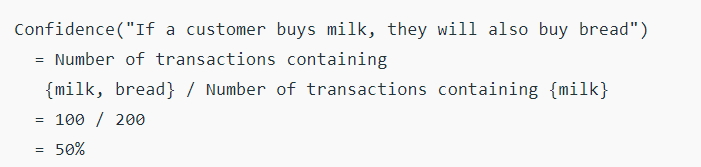 Confidence("If a customer buys milk, they will also buy bread")
= Number of transactions containing
{milk, bread} / Number of transactions containing {milk}
= 100 / 200
= 50%